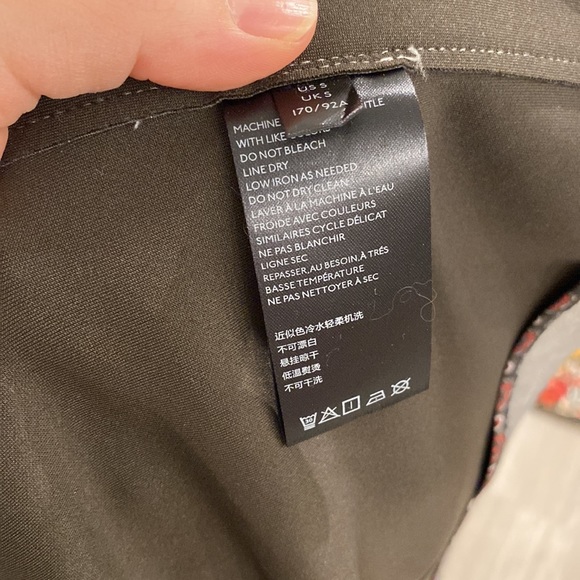 US S
UK S
170/92A
MACHINE
WITH LIKE
DO NOT BLEACH
LINE DRY
LOW IRON AS NEEDED
DO NOT DRY CLEAN
LAVER À LA MACHINE À L'EAU
FROIDE AVEC COULEURS
SIMILAIRES CYCLE DÉLICAT
NE PAS BLANCHIR
LIGNE SEC
REPASSER,AU BESOIN,À TRÉS
BASSE TEMPÉRATURE
NE PAS NETTOYER À SEC
近似色冷水轻柔机洗
不可漂白
悬挂晾干
低温熨烫
不可干洗
30